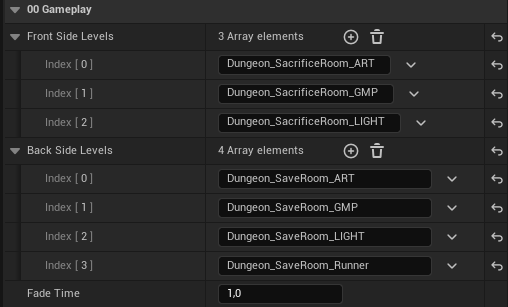 00 Gameplay
Front Side Levels 3 Array elements
Index [ 0 ] Dungeon_SacrificeRoom_ART
Index [ 1 ] Dungeon_SacrificeRoom_GMP
Index [ 2 ] Dungeon_SacrificeRoom_LIGHT
Back Side Levels 4 Array elements
Index [ 0 ] Dungeon_SaveRoom_ART
Index [ 1 ] Dungeon_SaveRoom_GMP
Index [ 2 ] Dungeon_SaveRoom_LIGHT
Index [ 3 ] Dungeon_SaveRoom_Runner
Fade Time 1,0